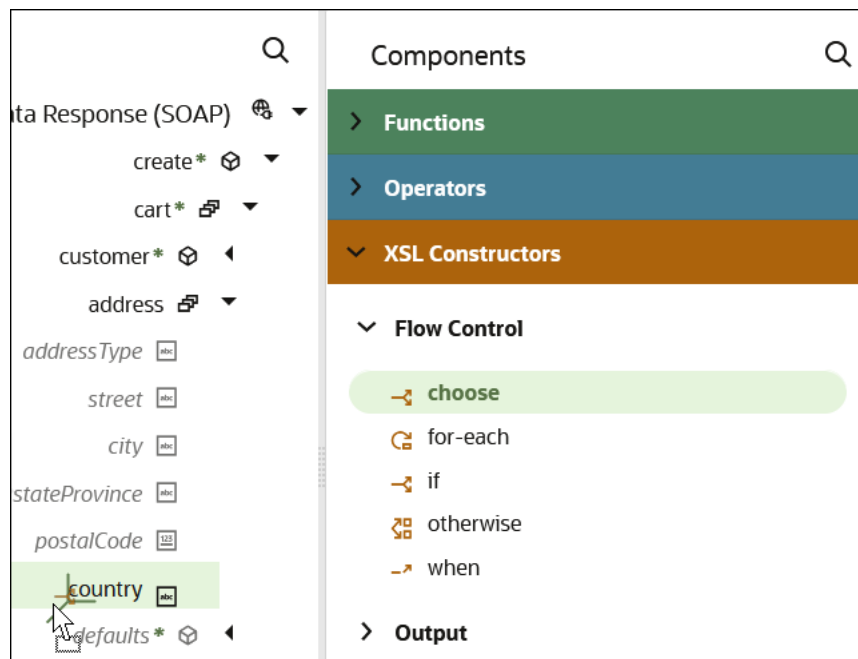 Components
ta Response (SOAP)
create*
cart*
customer*
address
addressType
street
city
stateProvince
postalCode
country
defaults*
Functions
Operators
XSL Constructors
Flow Control
choose
for-each
if
otherwise
when
Output